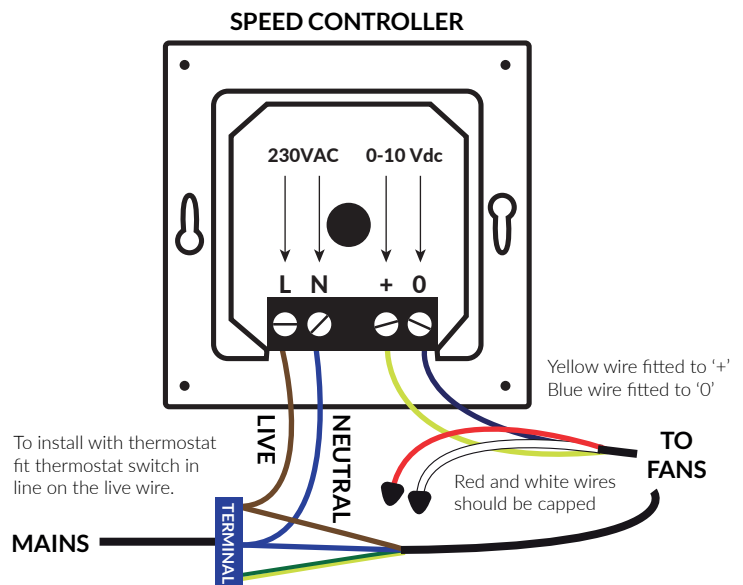 SPEED CONTROLLER
230VAC 0-10 Vdc
L N + 0
Yellow wire fitted to ‘+’
Blue wire fitted to ‘0’
LIVE
NEUTRAL
To install with thermostat
fit thermostat switch in
line on the live wire.
TO
FANS
Red and white wires
should be capped
TERMINAL
MAINS